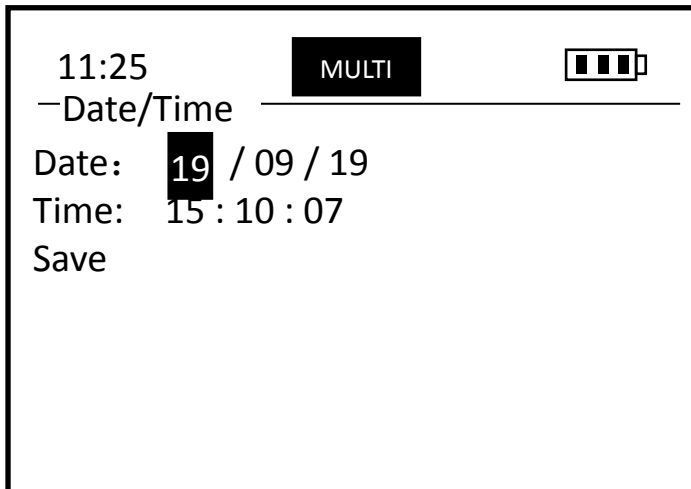 11:25 MULTI
Date/Time
Date： 19 / 09 / 19
Time: 15 : 10 : 07
Save